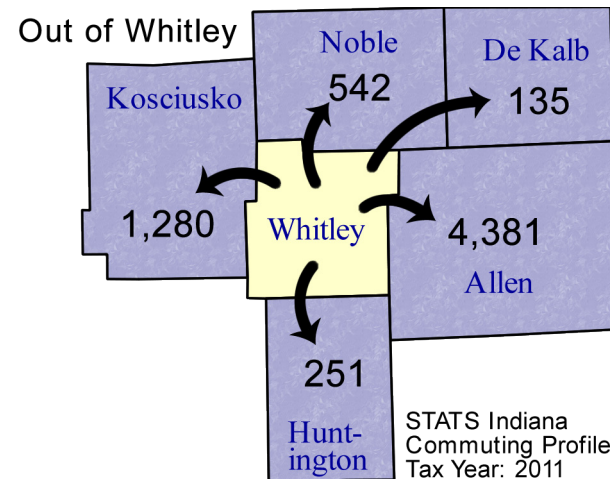 Out of Whitley
Noble
542
De Kalb
135
Kosciusko
1,280
Whitley
4,381
Allen
251
Hunt-
ington
STATS Indiana
Commuting Profile
Tax Year: 2011